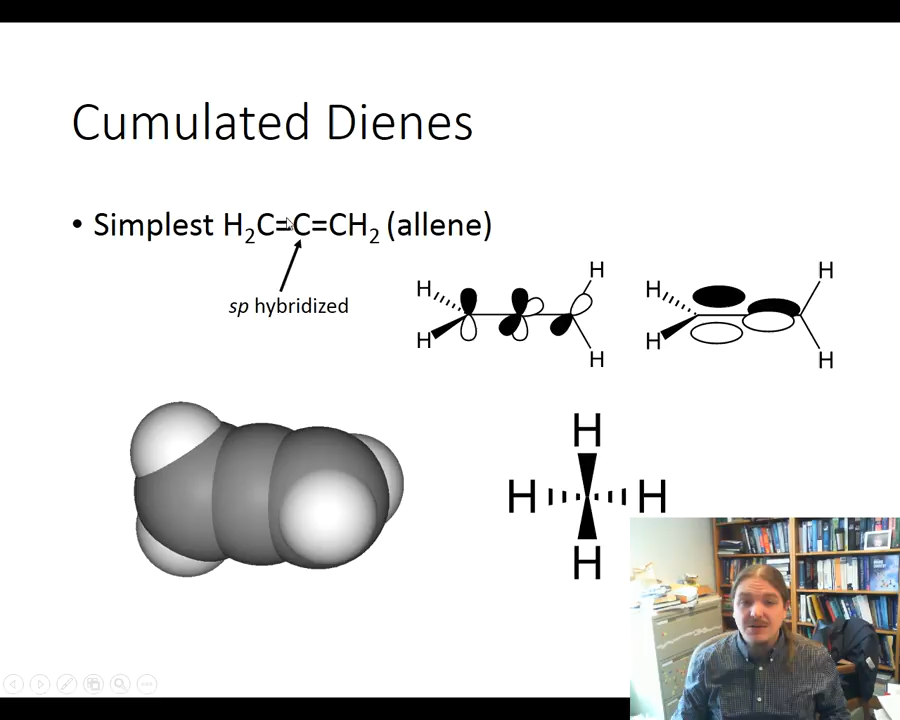 Cumulated Dienes
• Simplest H₂C=C=CH₂ (allene)
sp hybridized
H H
H H
H H
H H
H
H H
H